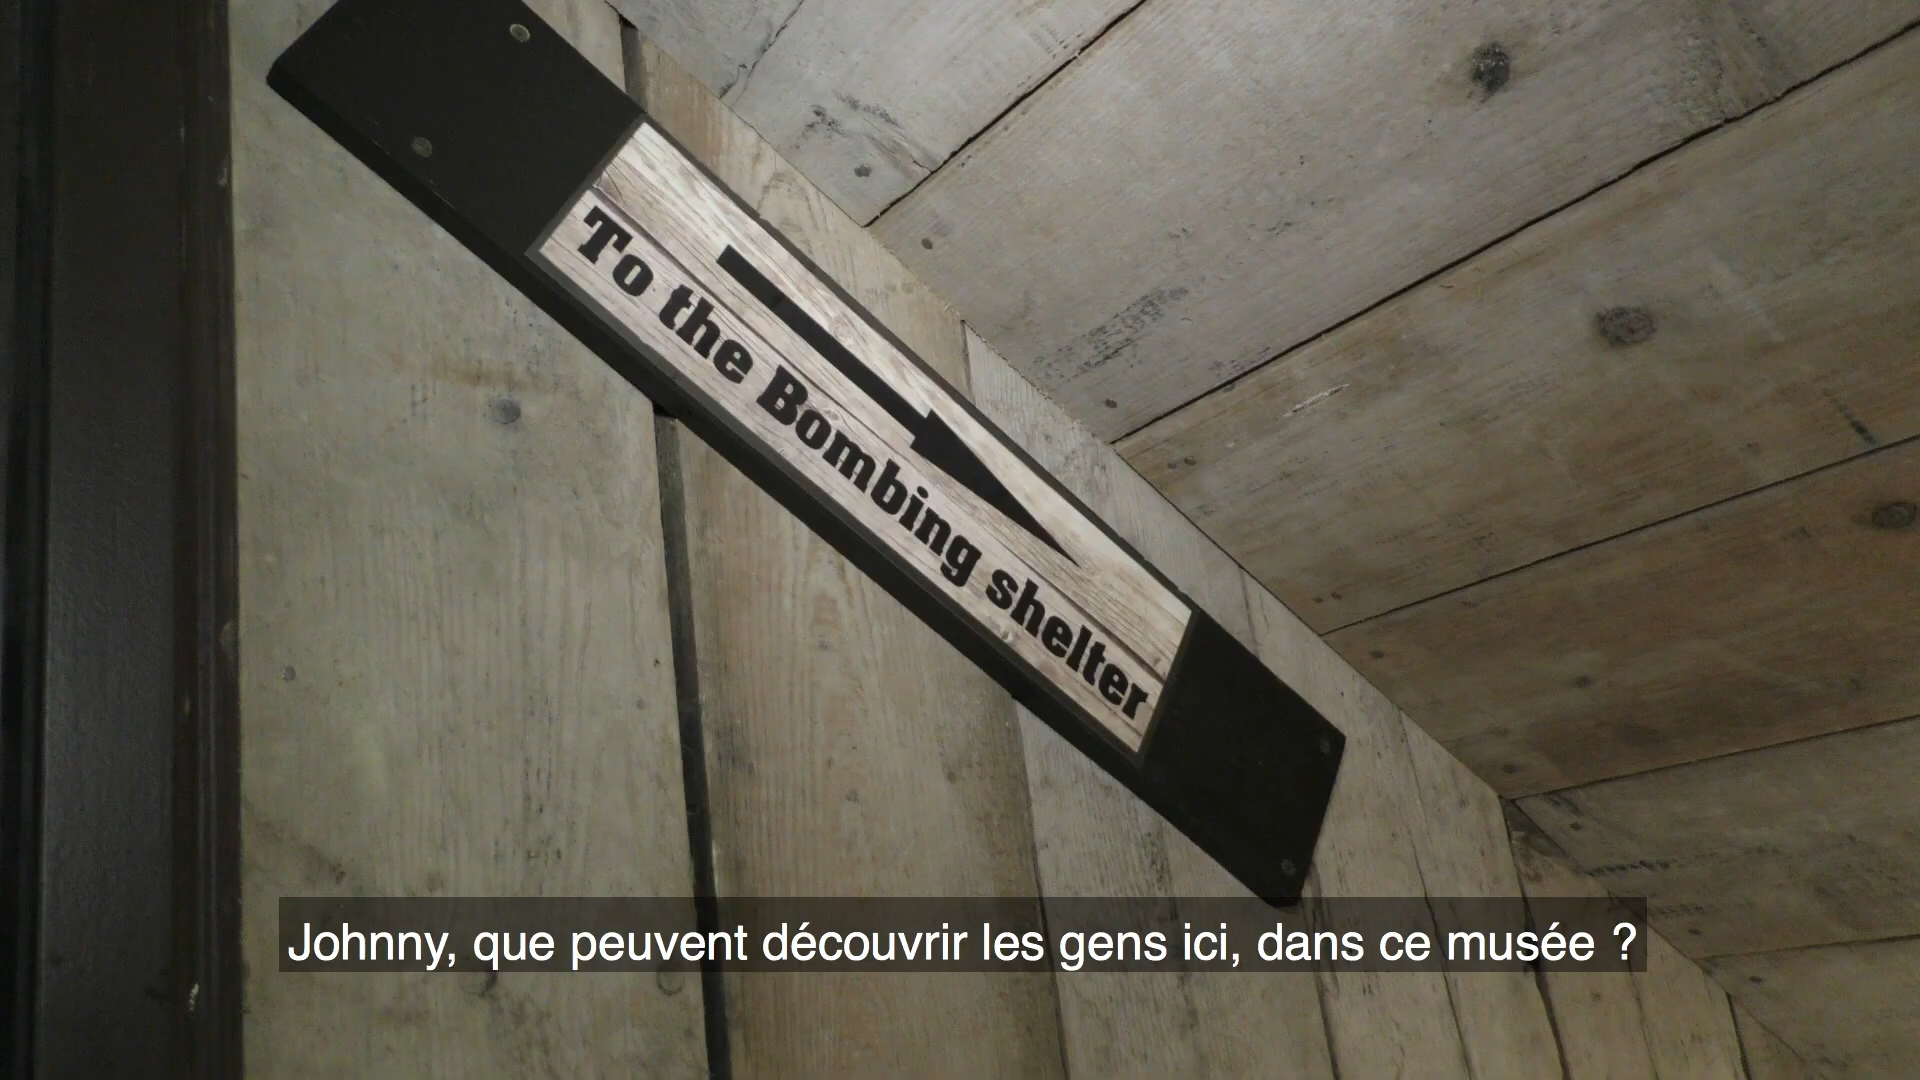 To the Bombing shelter
Johnny, que peuvent découvrir les gens ici, dans ce musée ?